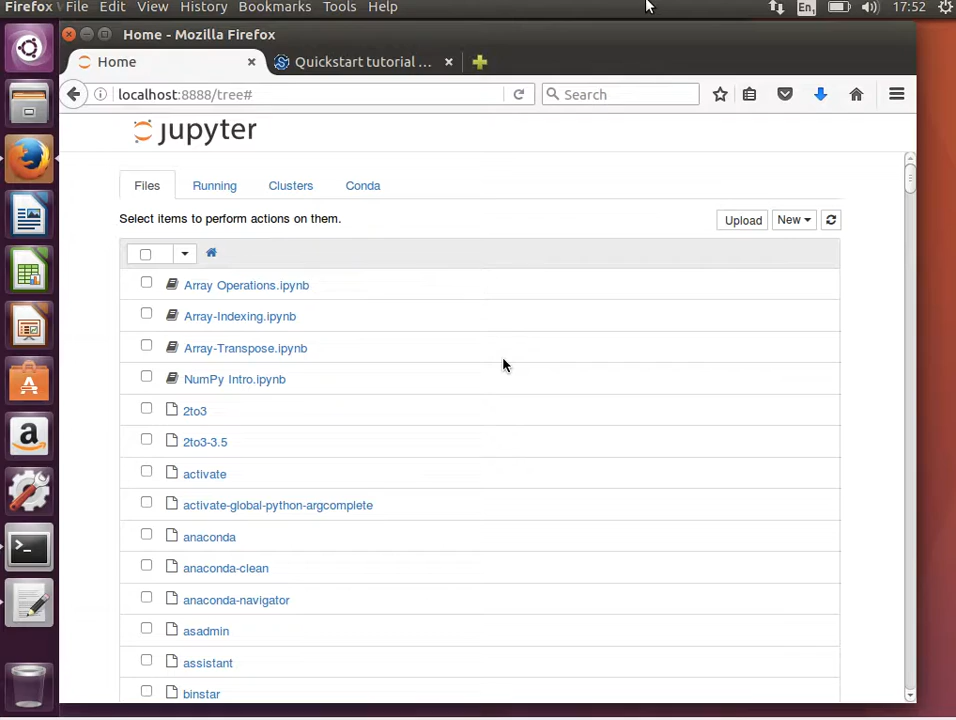 Firefox File Edit View History Bookmarks Tools Help En 17:52
Home - Mozilla Firefox
Home Quickstart tutorial ...
localhost:8888/tree# Search
jupyter
Files Running Clusters Conda
Select items to perform actions on them.
Upload New
Array Operations.ipynb
Array-Indexing.ipynb
Array-Transpose.ipynb
NumPy Intro.ipynb
2to3
2to3-3.5
activate
activate-global-python-argcomplete
anaconda
anaconda-clean
anaconda-navigator
asadmin
assistant
binstar